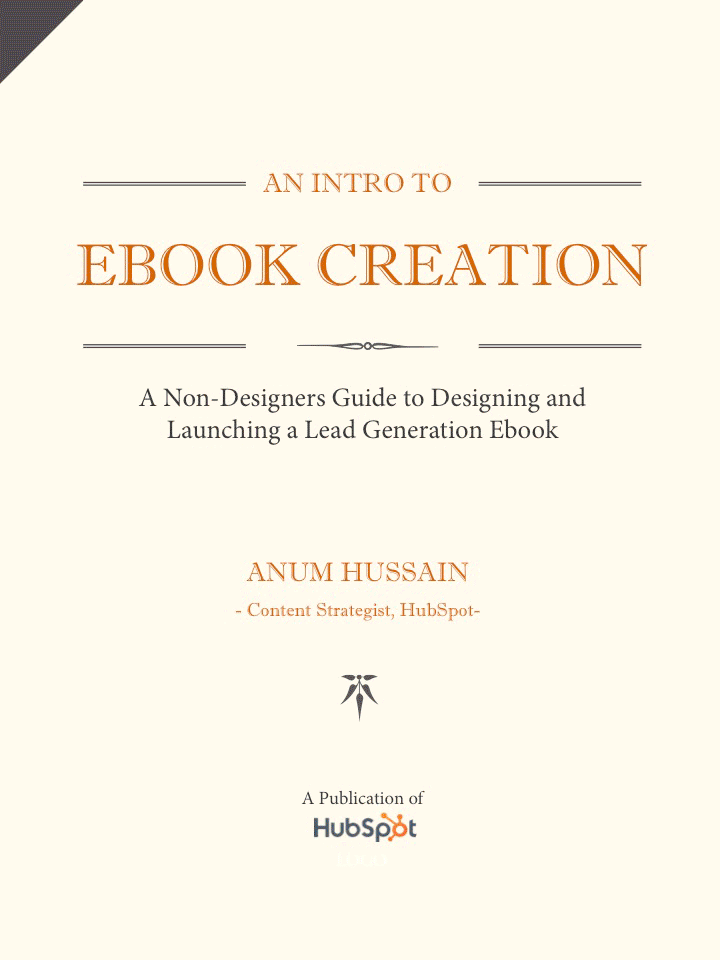 AN INTRO TO
EBOOK CREATION
A Non-Designers Guide to Designing and
Launching a Lead Generation Ebook
ANUM HUSSAIN
- Content Strategist, HubSpot-
A Publication of
HubSpot